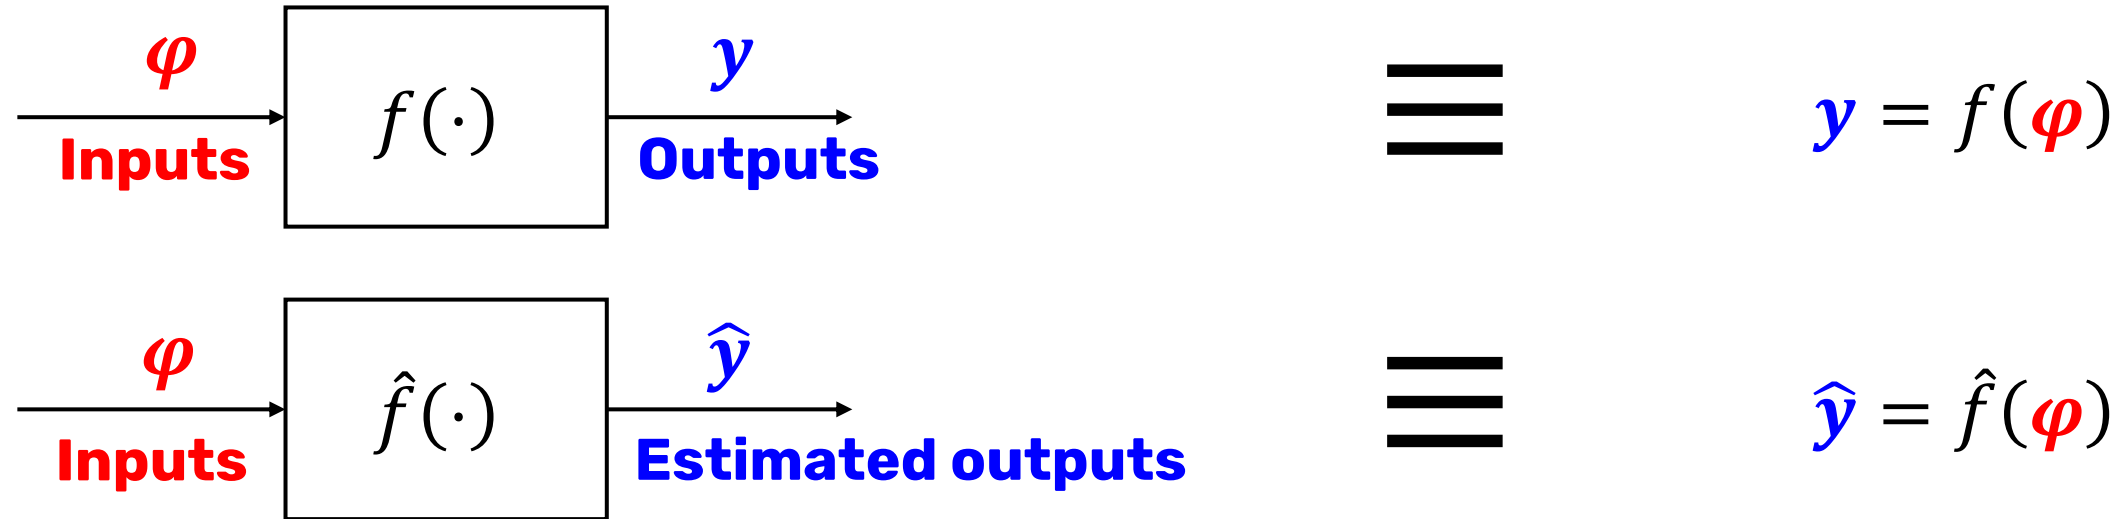 φ y
f(·) ≡ y = f(φ)
Inputs Outputs
φ ŷ
f̂(·) ≡ ŷ = f̂(φ)
Inputs Estimated outputs